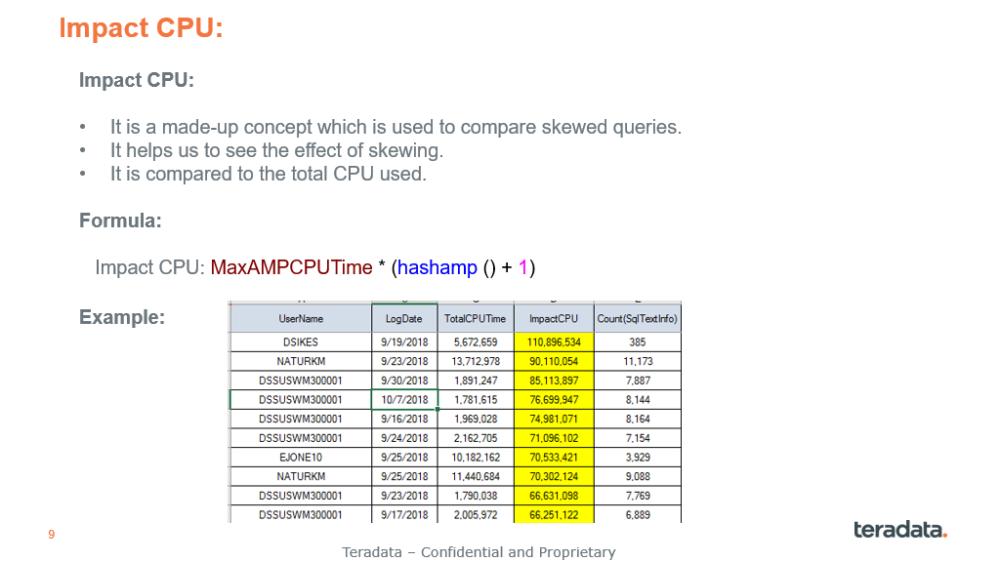 Impact CPU:
Impact CPU:
• It is a made-up concept which is used to compare skewed queries.
• It helps us to see the effect of skewing.
• It is compared to the total CPU used.
Formula:
Impact CPU: MaxAMPCPUTime * (hashamp () + 1)
Example:
UserName LogDate TotalCPUTime ImpactCPU Count(SqlTextInfo)
DSIKES 9/19/2018 5,672,659 110,896,534 385
NATURKM 9/23/2018 13,712,978 90,110,054 11,173
DSSUSWM300001 9/30/2018 1,891,247 85,113,897 7,887
DSSUSWM300001 10/7/2018 1,781,615 76,699,947 8,144
DSSUSWM300001 9/16/2018 1,969,028 74,981,071 8,164
DSSUSWM300001 9/24/2018 2,162,705 71,096,102 7,154
EJONE10 9/25/2018 10,182,162 70,533,421 3,929
NATURKM 9/25/2018 11,440,684 70,302,124 9,088
DSSUSWM300001 9/23/2018 1,790,038 66,631,098 7,769
DSSUSWM300001 9/17/2018 2,005,972 66,251,122 6,889
9
teradata.
Teradata – Confidential and Proprietary